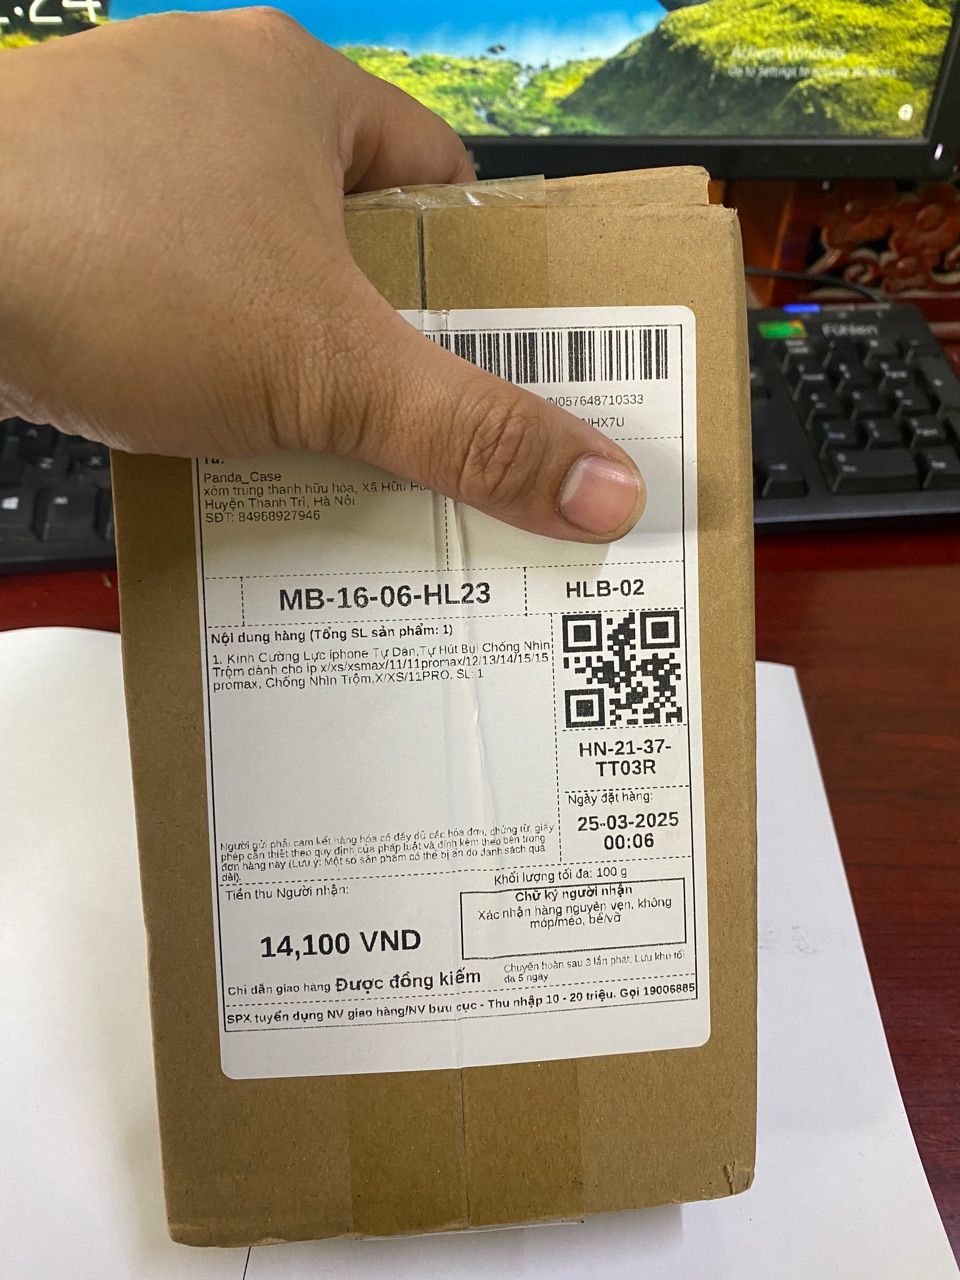 Activate Windows
Go to Settings to activate Windows.
Fühlen
VN057648710333
NHX7U
Từ:
Panda_Case
xóm trung thanh hữu hòa, Xã Hữu
Huyện Thanh Trì, Hà Nội
SĐT: 84968927946
MB-16-06-HL23
HLB-02
Nội dung hàng (Tổng SL sản phẩm: 1)
1. Kính Cường Lực iphone Tự Dán,Tự Hút Bụi Chống Nhìn
Trộm dành cho ip x/xs/xsmax/11/11promax/12/13/14/15/15
promax, Chống Nhìn Trộm,X/XS/11PRO, SL: 1
HN-21-37-
TT03R
Ngày đặt hàng:
25-03-2025
00:06
Người gửi phải cam kết hàng hóa có đầy đủ các hóa đơn, chứng từ, giấy
phép cần thiết theo quy định của pháp luật và đính kèm theo bên trong
đơn hàng này (Lưu ý: Một số sản phẩm có thể bị ẩn do danh sách quá
dài).
Khối lượng tối đa: 100 g
Tiền thu Người nhận:
Chữ ký người nhận
Xác nhận hàng nguyên vẹn, không
móp/méo, bể/vỡ
14,100 VND
Chỉ dẫn giao hàng Được đồng kiểm
Chuyển hoàn sau 3 lần phát; Lưu kho tối
đa 5 ngày
SPX tuyển dụng NV giao hàng/NV bưu cục - Thu nhập 10 - 20 triệu. Gọi 19006885